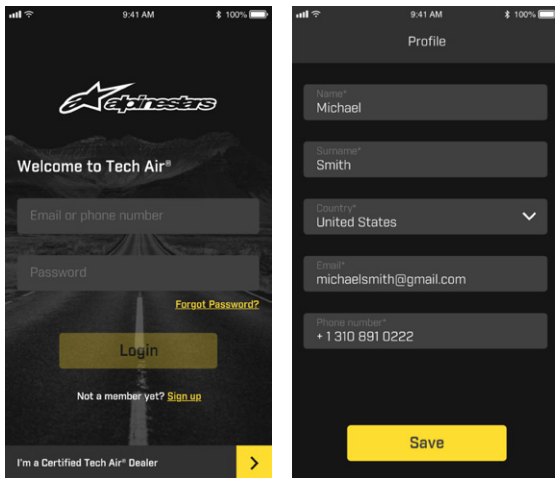 9:41 AM
100%
alpinestars
Welcome to Tech Air®
Email or phone number
Password
Forgot Password?
Login
Not a member yet? Sign up
I'm a Certified Tech Air® Dealer
9:41 AM
100%
Profile
Name*
Michael
Surname*
Smith
Country*
United States
Email*
michaelsmith@gmail.com
Phone number*
+ 1 310 891 0222
Save